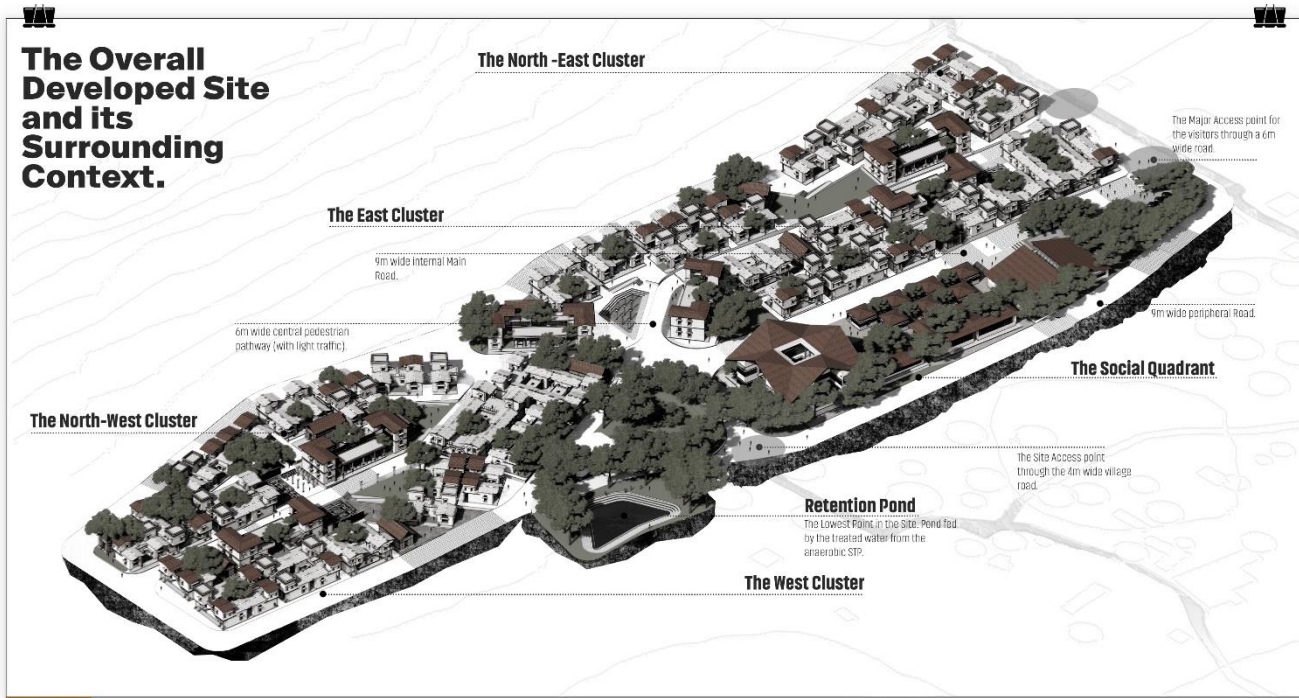 The Overall
Developed Site
and its
Surrounding
Context.
The North -East Cluster
The Major Access point for
the visitors through a 6m
wide road.
The East Cluster
9m wide internal Main
Road.
6m wide central pedestrian
pathway (with light traffic).
9m wide peripheral Road.
The Social Quadrant
The North-West Cluster
The Site Access point
through the 4m wide village
road.
Retention Pond
The Lowest Point in the Site. Pond fed
by the treated water from the
anaerobic STP.
The West Cluster